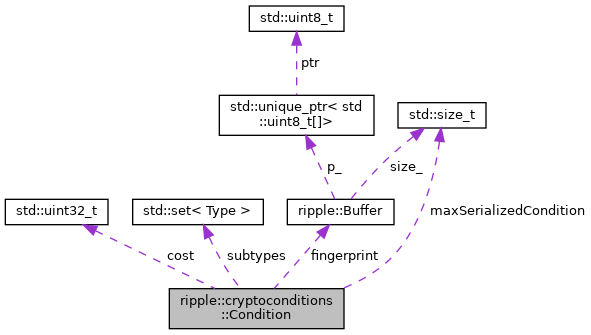 std::uint8_t
ptr
std::unique_ptr< std
::uint8_t[]>
std::size_t
p_
size_
std::uint32_t
std::set< Type >
ripple::Buffer
maxSerializedCondition
cost
subtypes
fingerprint
ripple::cryptoconditions
::Condition